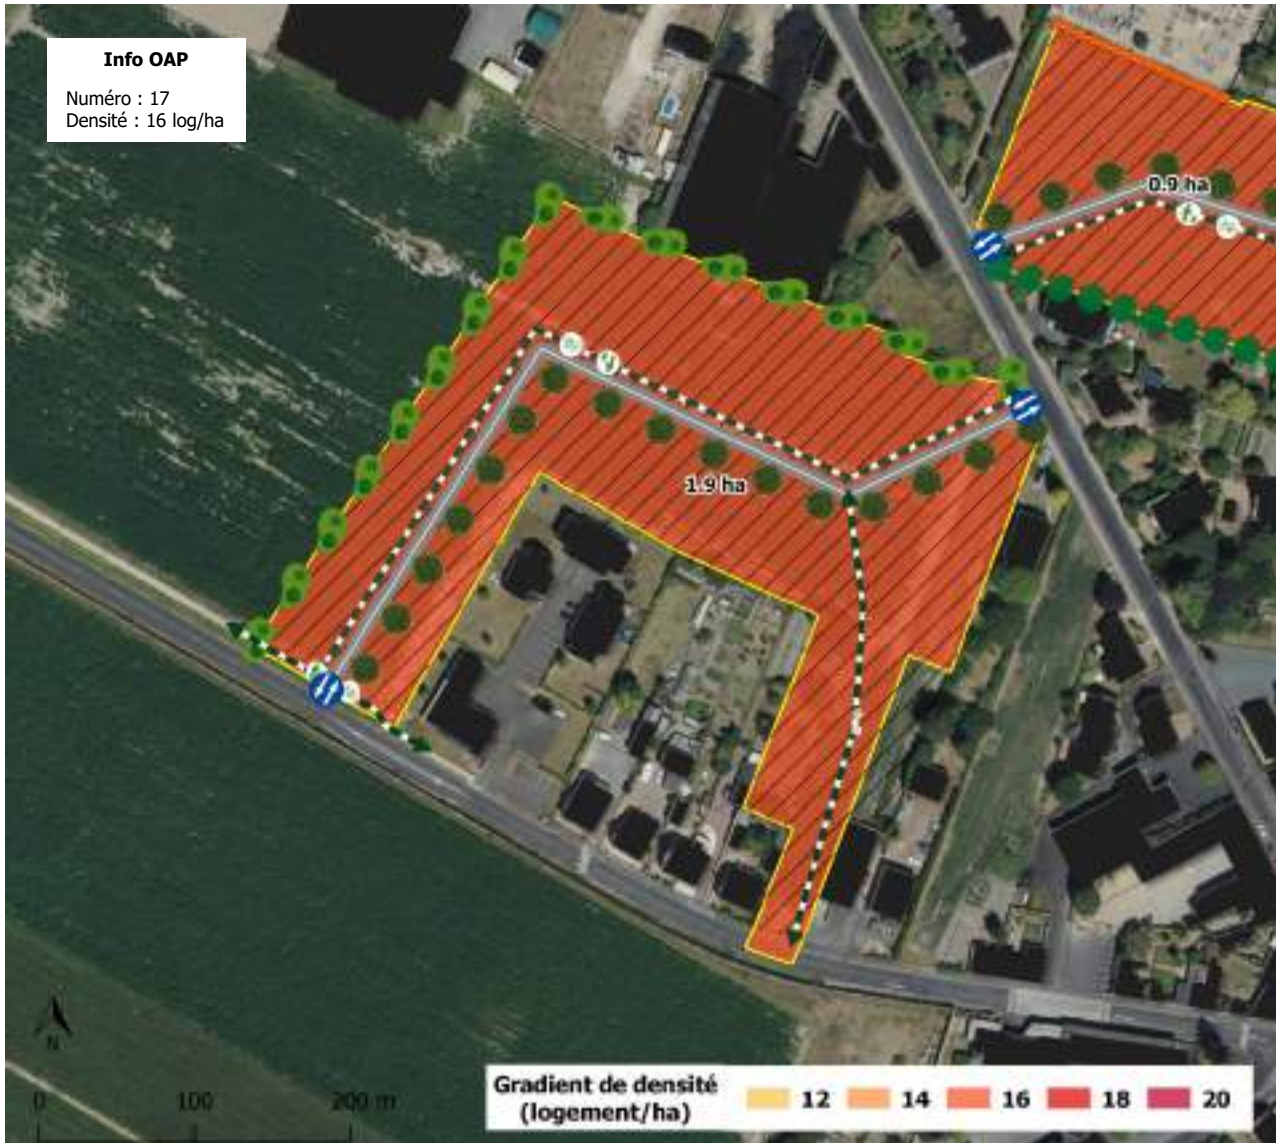 Info OAP
Numéro : 17
Densité : 16 log/ha
0.9 ha
1.9 ha
N
0 100 200 m
Gradient de densité
(logement/ha)
12 14 16 18 20